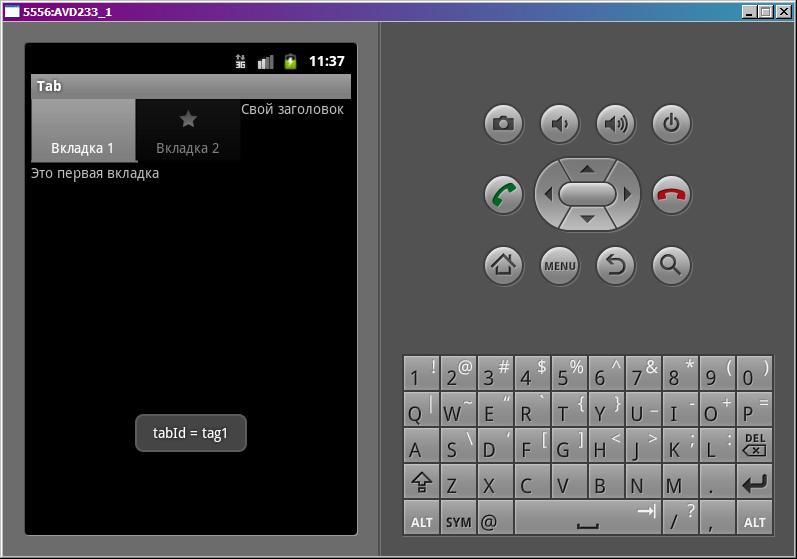 5556:AVD233_1
3G 11:37
Tab
Вкладка 1 Вкладка 2 Свой заголовок
Это первая вкладка
tabId = tag1
MENU
1 ! 2 @ 3 # 4 $ 5 % 6 ^ 7 & 8 * 9 ( 0 )
Q | W ~ E “ R ` T { Y } U _ I - O + P =
A S \ D ‘ F [ G ] H < J > K ; L : DEL
Z X C V B N M .
ALT SYM @ / ? , ALT